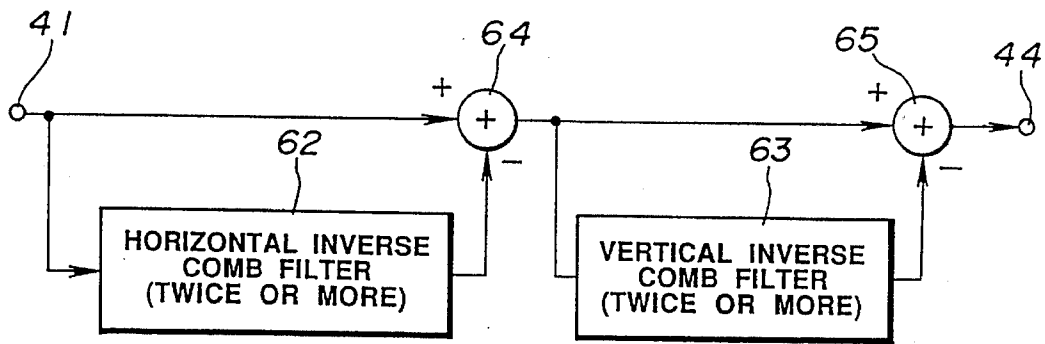 41
64
65
44
+
+
+
+
62
−
63
−
HORIZONTAL INVERSE
COMB FILTER
(TWICE OR MORE)
VERTICAL INVERSE
COMB FILTER
(TWICE OR MORE)